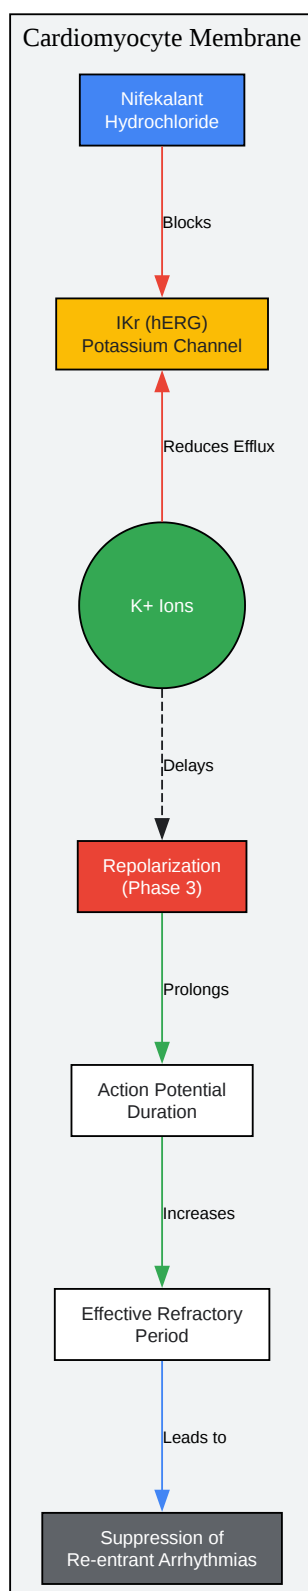 Cardiomyocyte Membrane
Nifekalant
Hydrochloride
Blocks
IKr (hERG)
Potassium Channel
Reduces Efflux
K+ Ions
Delays
Repolarization
(Phase 3)
Prolongs
Action Potential
Duration
Increases
Effective Refractory
Period
Leads to
Suppression of
Re-entrant Arrhythmias